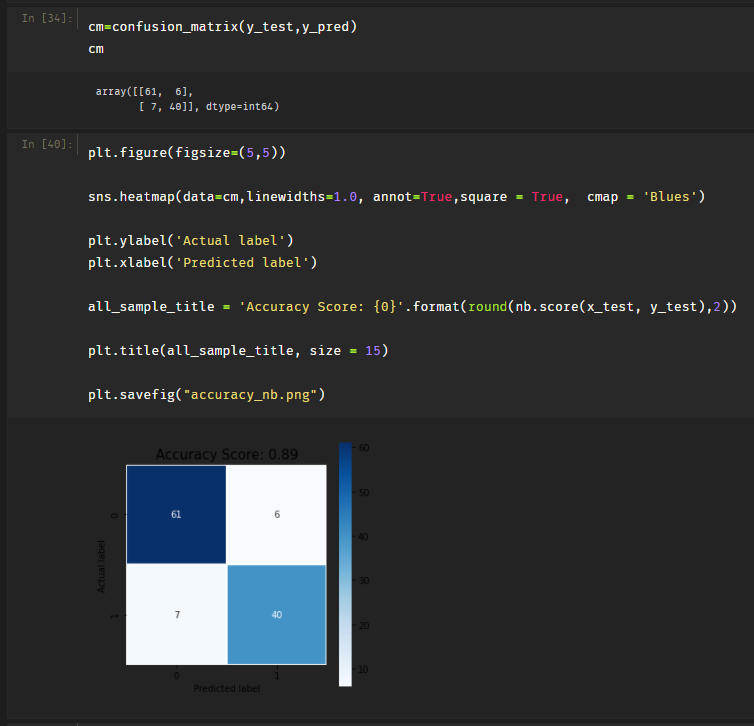 In [34]:
cm=confusion_matrix(y_test,y_pred)
cm
array([[61,  6],
       [ 7, 40]], dtype=int64)
In [40]:
plt.figure(figsize=(5,5))
sns.heatmap(data=cm,linewidths=1.0, annot=True,square = True,  cmap = 'Blues')
plt.ylabel('Actual label')
plt.xlabel('Predicted label')
all_sample_title = 'Accuracy Score: {0}'.format(round(nb.score(x_test, y_test),2))
plt.title(all_sample_title, size = 15)
plt.savefig("accuracy_nb.png")
Accuracy Score: 0.89
60
50
40
30
20
10
Actual label
0
61
6
1
7
40
0
1
Predicted label